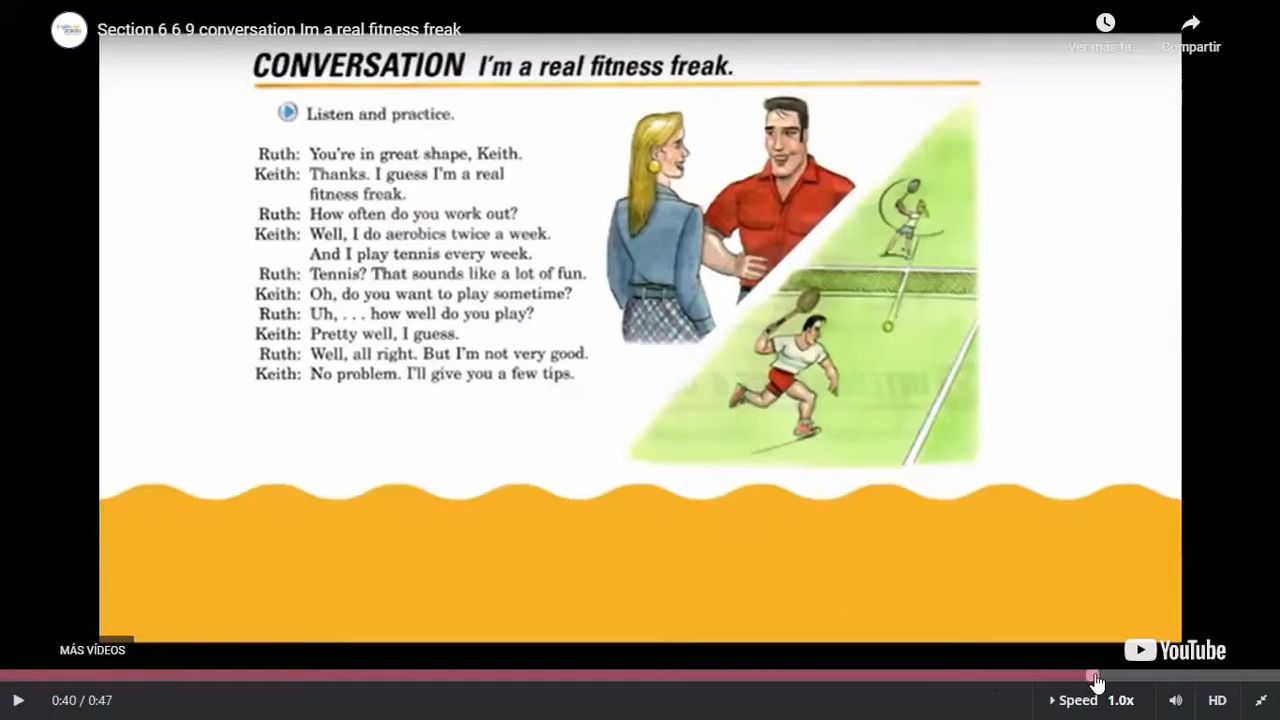 Section 6 6 9 conversation Im a real fitness freak
Ver más ta...
Compartir
CONVERSATION I'm a real fitness freak.
Listen and practice.
Ruth: You're in great shape, Keith.
Keith: Thanks. I guess I'm a real
fitness freak.
Ruth: How often do you work out?
Keith: Well, I do aerobics twice a week.
And I play tennis every week.
Ruth: Tennis? That sounds like a lot of fun.
Keith: Oh, do you want to play sometime?
Ruth: Uh, . . . how well do you play?
Keith: Pretty well, I guess.
Ruth: Well, all right. But I'm not very good.
Keith: No problem. I'll give you a few tips.
MÁS VÍDEOS
YouTube
0:40 / 0:47
Speed 1.0x
HD